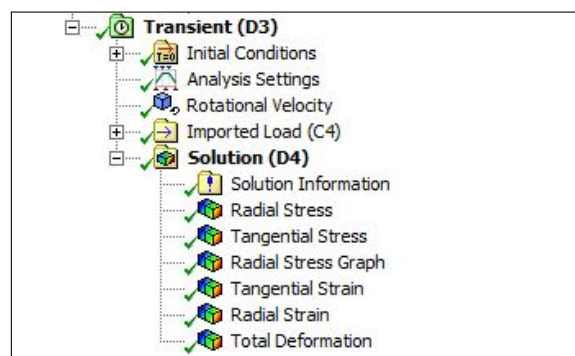 Transient (D3)
T=0 Initial Conditions
Analysis Settings
Rotational Velocity
Imported Load (C4)
Solution (D4)
Solution Information
Radial Stress
Tangential Stress
Radial Stress Graph
Tangential Strain
Radial Strain
Total Deformation